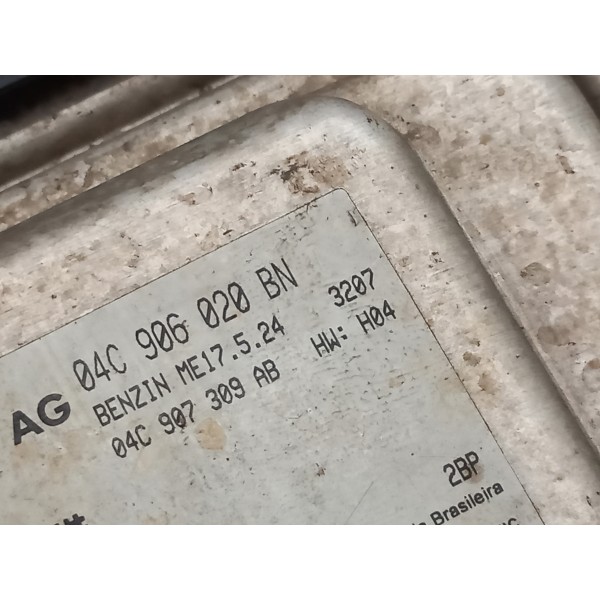 AG 04C 906 020 BN
BENZIN ME17.5.24 3207
04C 907 309 AB HW: H04
2BP
Brasileira